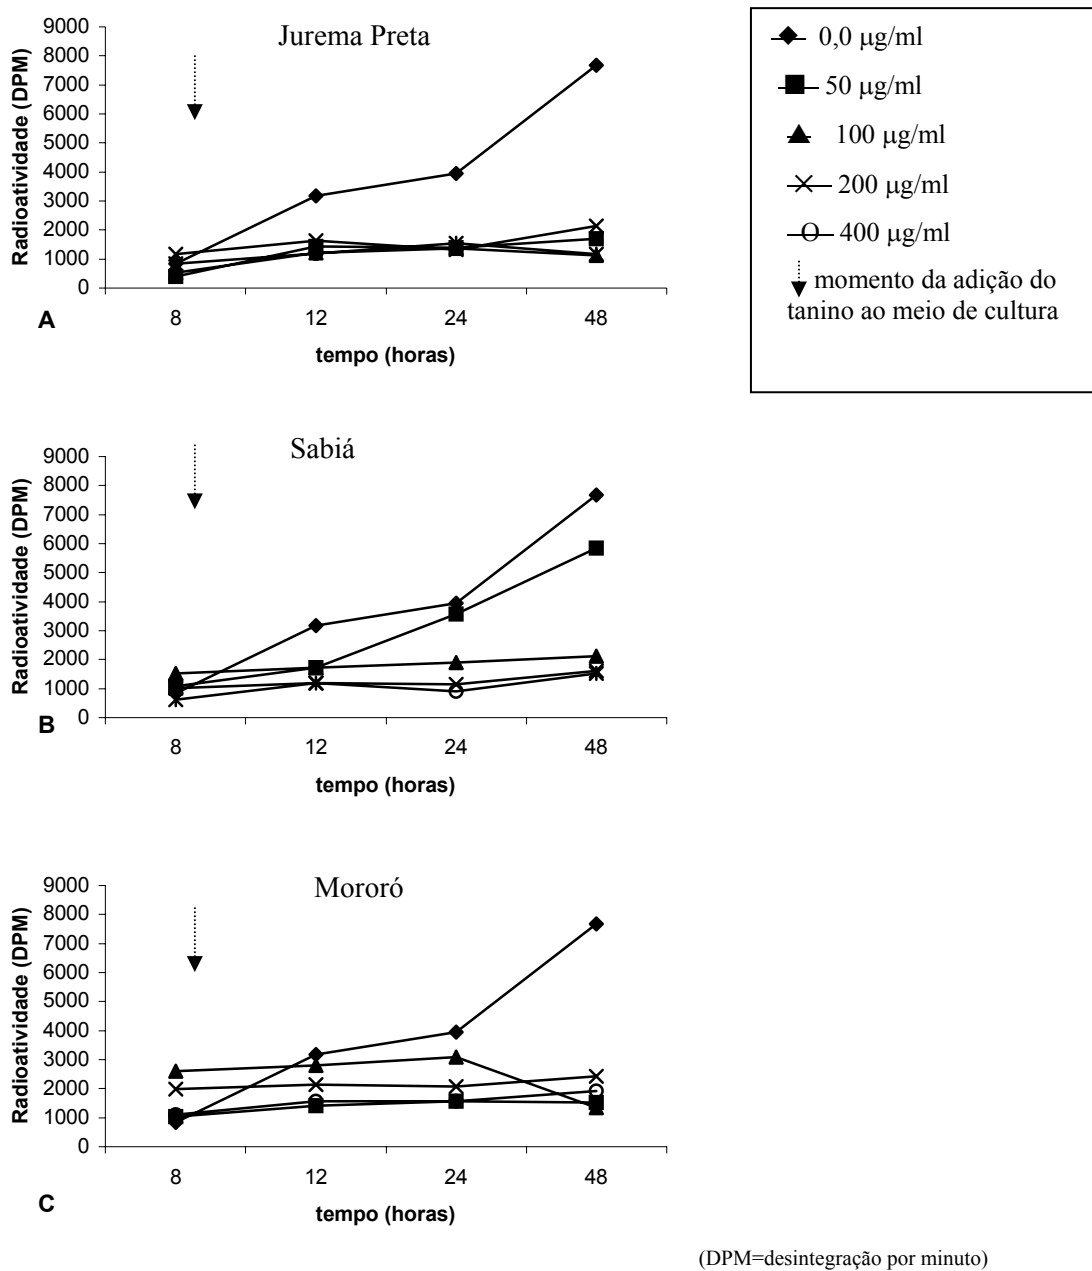 Jurema Preta
Radioatividade (DPM)
9000
8000
7000
6000
5000
4000
3000
2000
1000
0
8 12 24 48
A
tempo (horas)
0,0 µg/ml
50 µg/ml
100 µg/ml
200 µg/ml
400 µg/ml
momento da adição do
tanino ao meio de cultura
Sabiá
Radioatividade (DPM)
9000
8000
7000
6000
5000
4000
3000
2000
1000
0
8 12 24 48
B
tempo (horas)
Mororó
Radioatividade (DPM)
9000
8000
7000
6000
5000
4000
3000
2000
1000
0
8 12 24 48
C
tempo (horas)
(DPM=desintegração por minuto)